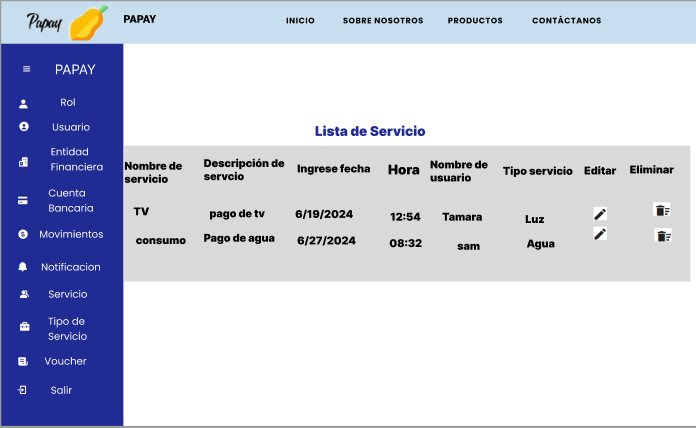 Papay
PAPAY
INICIO
SOBRE NOSOTROS
PRODUCTOS
CONTÁCTANOS
PAPAY
Rol
Usuario
Entidad
Financiera
Cuenta
Bancaria
Movimientos
Notificacion
Servicio
Tipo de
Servicio
Voucher
Salir
Lista de Servicio
Nombre de
servicio
Descripción de
servcio
Ingrese fecha
Hora
Nombre de
usuario
Tipo servicio
Editar
Eliminar
TV
pago de tv
6/19/2024
12:54
Tamara
Luz
consumo
Pago de agua
6/27/2024
08:32
sam
Agua